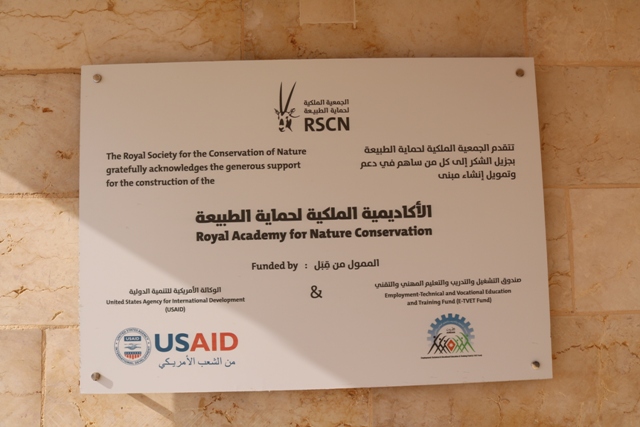 الجمعية الملكية
لحماية الطبيعة
RSCN
The Royal Society for the Conservation of Nature
gratefully acknowledges the generous support
for the construction of the
تتقدم الجمعية الملكية لحماية الطبيعة
بجزيل الشكر إلى كل من ساهم في دعم
وتمويل إنشاء مبنى
الأكاديمية الملكية لحماية الطبيعة
Royal Academy for Nature Conservation
Funded by : الممول من قِبَل
الوكالة الأمريكية للتنمية الدولية
United States Agency for International Development
(USAID)
&
صندوق التشغيل والتدريب والتعليم المهني والتقني
Employment-Technical and Vocational Education
and Training Fund (E-TVET Fund)
USAID
USAID
من الشعب الأمريكي